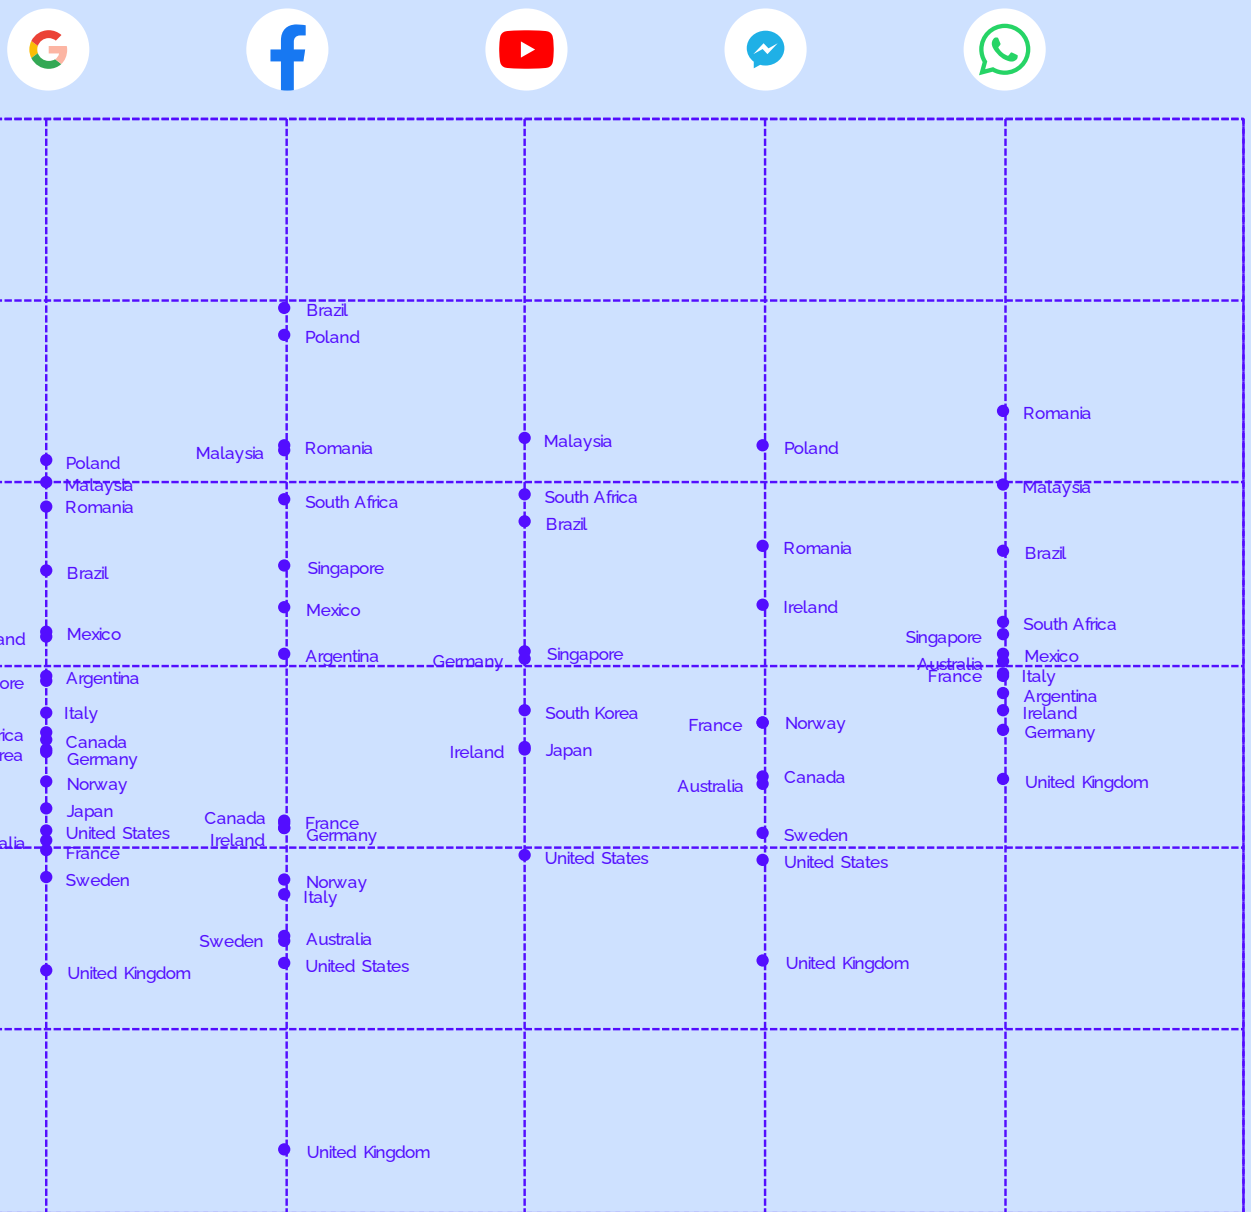 Poland
Malaysia
Romania
Brazil
Mexico
Argentina
Italy
Canada
Germany
Norway
Japan
United States
France
Sweden
United Kingdom
Brazil
Poland
Malaysia
Romania
South Africa
Singapore
Mexico
Argentina
Canada
France
Ireland
Germany
Norway
Italy
Sweden
Australia
United States
United Kingdom
Malaysia
South Africa
Brazil
Singapore
Germany
South Korea
Ireland
Japan
United States
Poland
Romania
Ireland
France
Norway
Canada
Australia
Sweden
United States
United Kingdom
Romania
Malaysia
Brazil
South Africa
Singapore
Mexico
Australia
France
Italy
Argentina
Ireland
Germany
United Kingdom